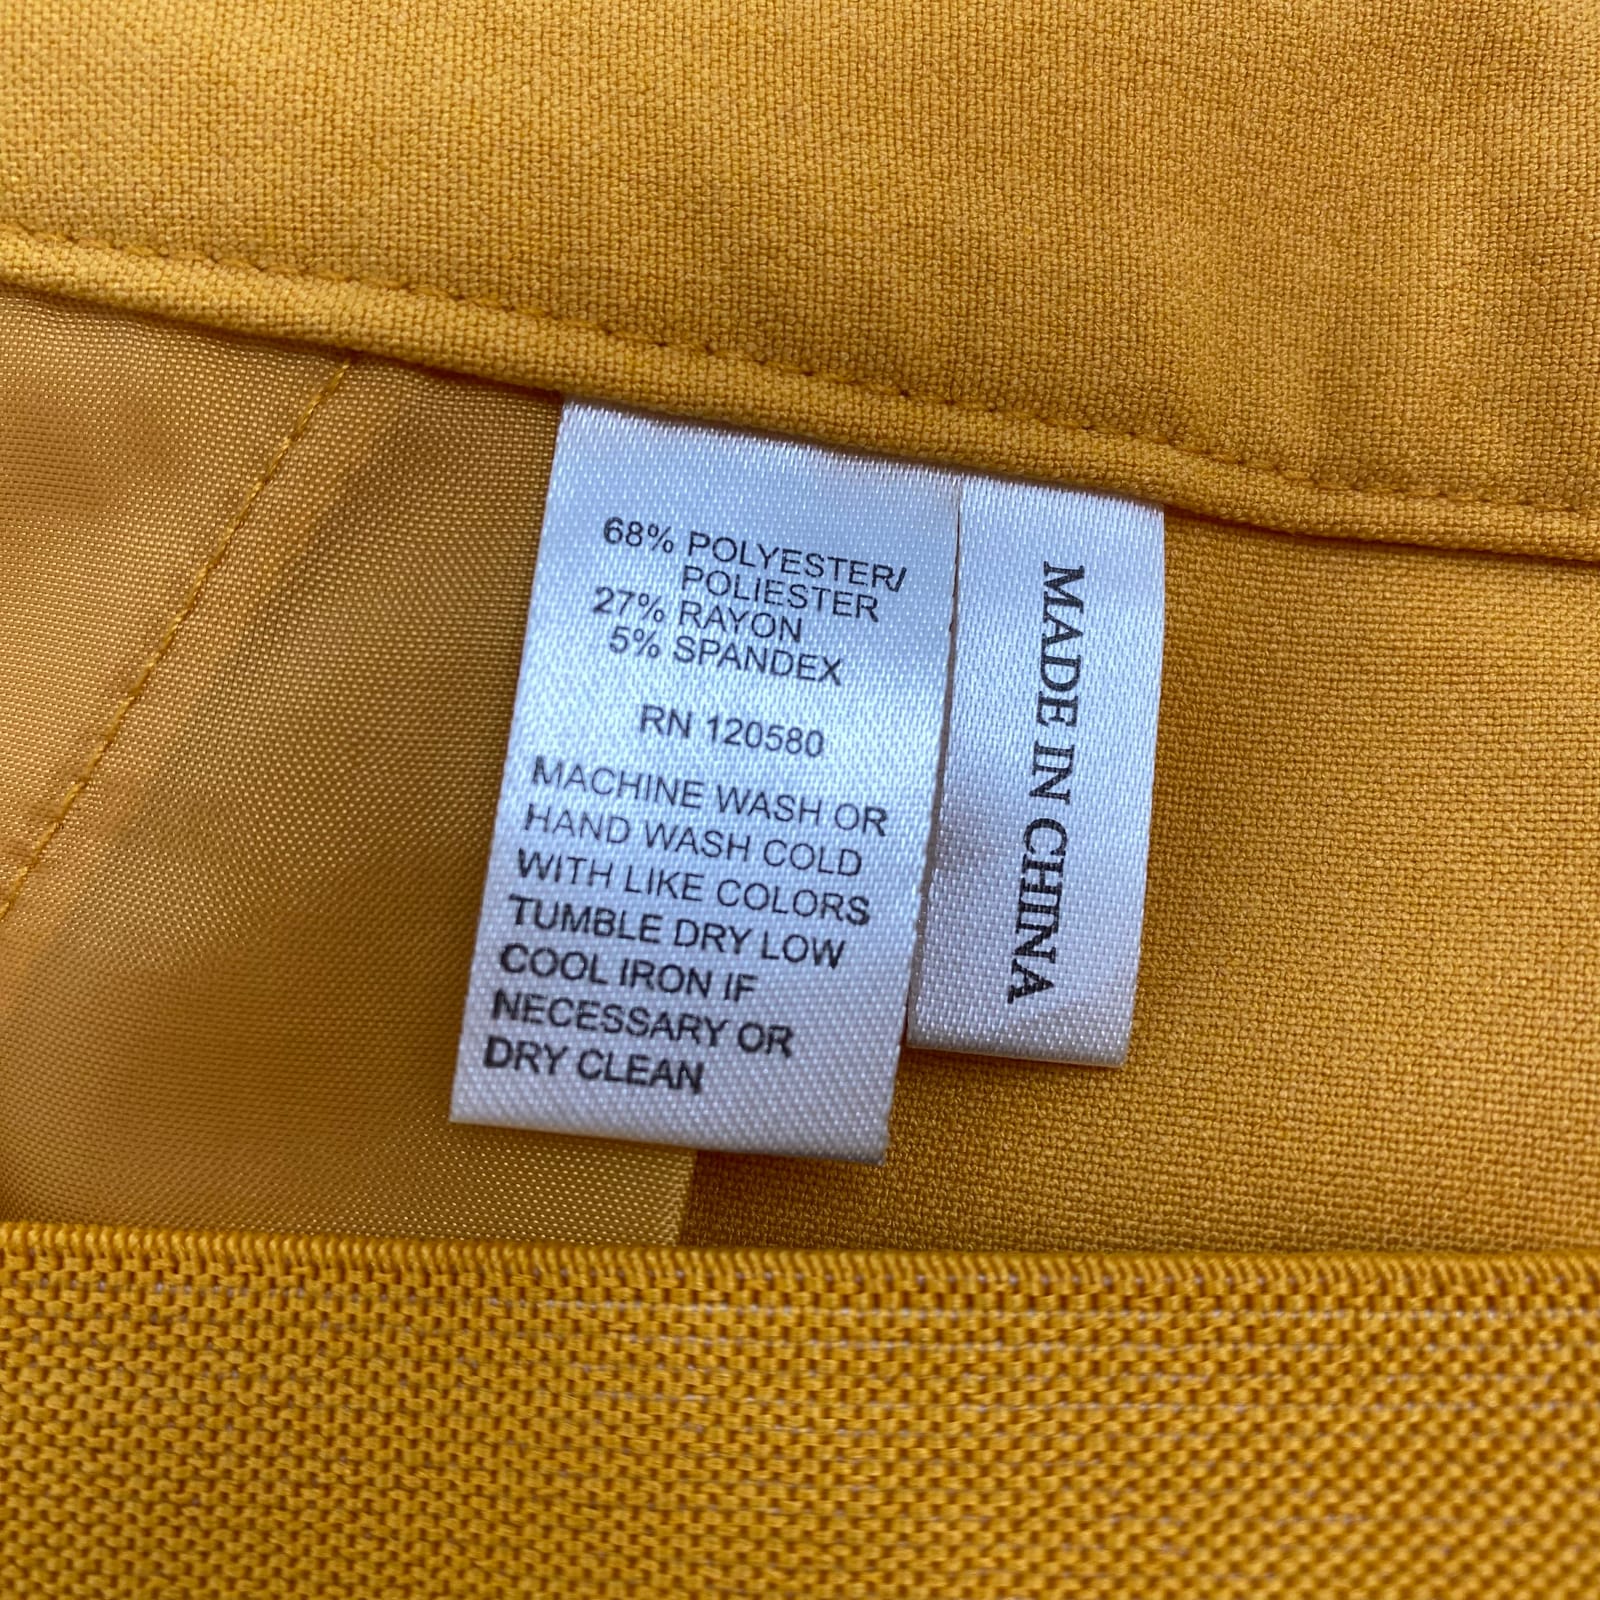 68% POLYESTER/
POLIESTER
27% RAYON
5% SPANDEX
RN 120580
MACHINE WASH OR
HAND WASH COLD
WITH LIKE COLORS
TUMBLE DRY LOW
COOL IRON IF
NECESSARY OR
DRY CLEAN
MADE IN CHINA